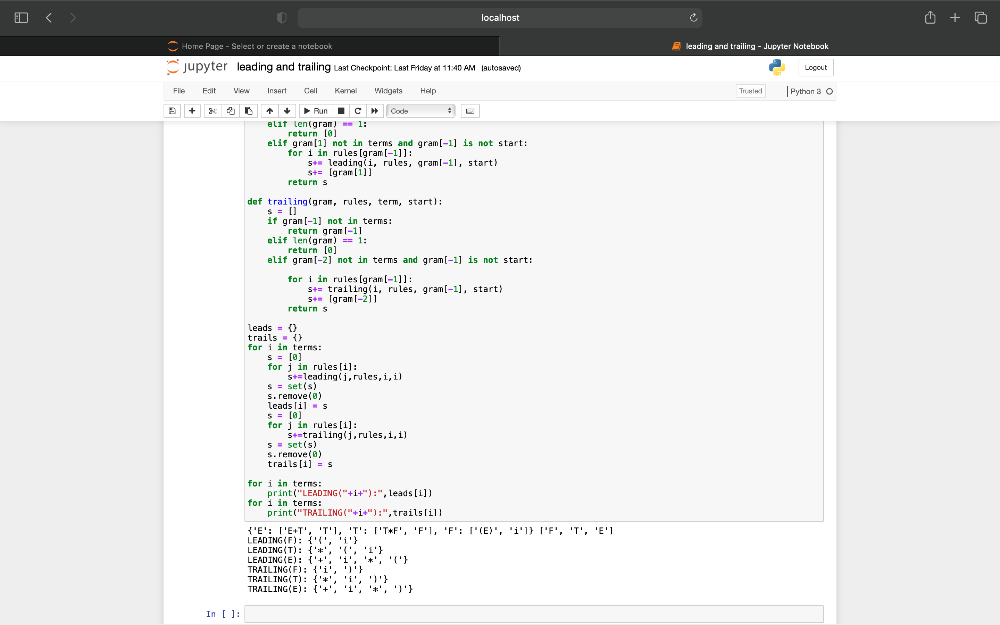 localhost
Home Page - Select or create a notebook
leading and trailing - Jupyter Notebook
jupyter leading and trailing Last Checkpoint: Last Friday at 11:40 AM (autosaved)
Logout
File Edit View Insert Cell Kernel Widgets Help
Trusted
Python 3
Run
Code
    elif len(gram) == 1:
        return [0]
    elif gram[1] not in terms and gram[-1] is not start:
        for i in rules[gram[-1]]:
            s+= leading(i, rules, gram[-1], start)
            s+= [gram[1]]
        return s
def trailing(gram, rules, term, start):
    s = []
    if gram[-1] not in terms:
        return gram[-1]
    elif len(gram) == 1:
        return [0]
    elif gram[-2] not in terms and gram[-1] is not start:
        for i in rules[gram[-1]]:
            s+= trailing(i, rules, gram[-1], start)
            s+= [gram[-2]]
        return s
leads = {}
trails = {}
for i in terms:
    s = [0]
    for j in rules[i]:
        s+=leading(j,rules,i,i)
    s = set(s)
    s.remove(0)
    leads[i] = s
    s = [0]
    for j in rules[i]:
        s+=trailing(j,rules,i,i)
    s = set(s)
    s.remove(0)
    trails[i] = s
for i in terms:
    print("LEADING("+i+"):",leads[i])
for i in terms:
    print("TRAILING("+i+"):",trails[i])
{'E': ['E+T', 'T'], 'T': ['T*F', 'F'], 'F': ['(E)', 'i']} ['F', 'T', 'E']
LEADING(F): {'(', 'i'}
LEADING(T): {'*', '(', 'i'}
LEADING(E): {'+', 'i', '*', '('}
TRAILING(F): {'i', ')'}
TRAILING(T): {'*', 'i', ')'}
TRAILING(E): {'+', 'i', '*', ')'}
In [ ]: